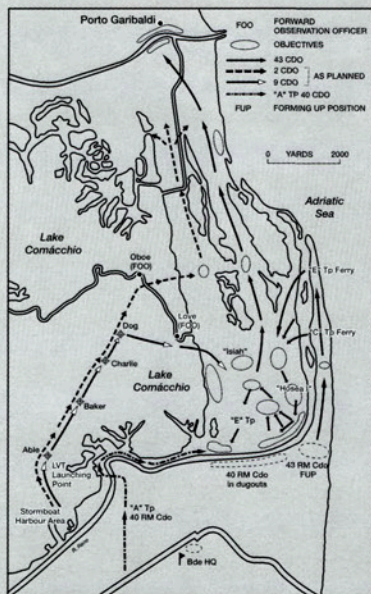 Porto Garibaldi
FOO FORWARD
OBSERVATION OFFICER
OBJECTIVES
43 CDO
2 CDO
9 CDO
AS PLANNED
"A" TP 40 CDO
FUP FORMING UP POSITION
0 YARDS 2000
Adriatic
Sea
Lake
Comácchio
Oboe
(FOO)
"E" Tp Ferry
Love
(FOO)
Dog
"C" Tp Ferry
"Isiah"
Charlie
Lake
Comácchio
"Hosea"
Baker
"E" Tp
Able
LVT
Launching
Point
40 RM Cdo
in dugouts
43 RM Cdo
FUP
Stormboat
Harbour Area
"A" Tp
40 RM Cdo
R. Reno
Bde HQ